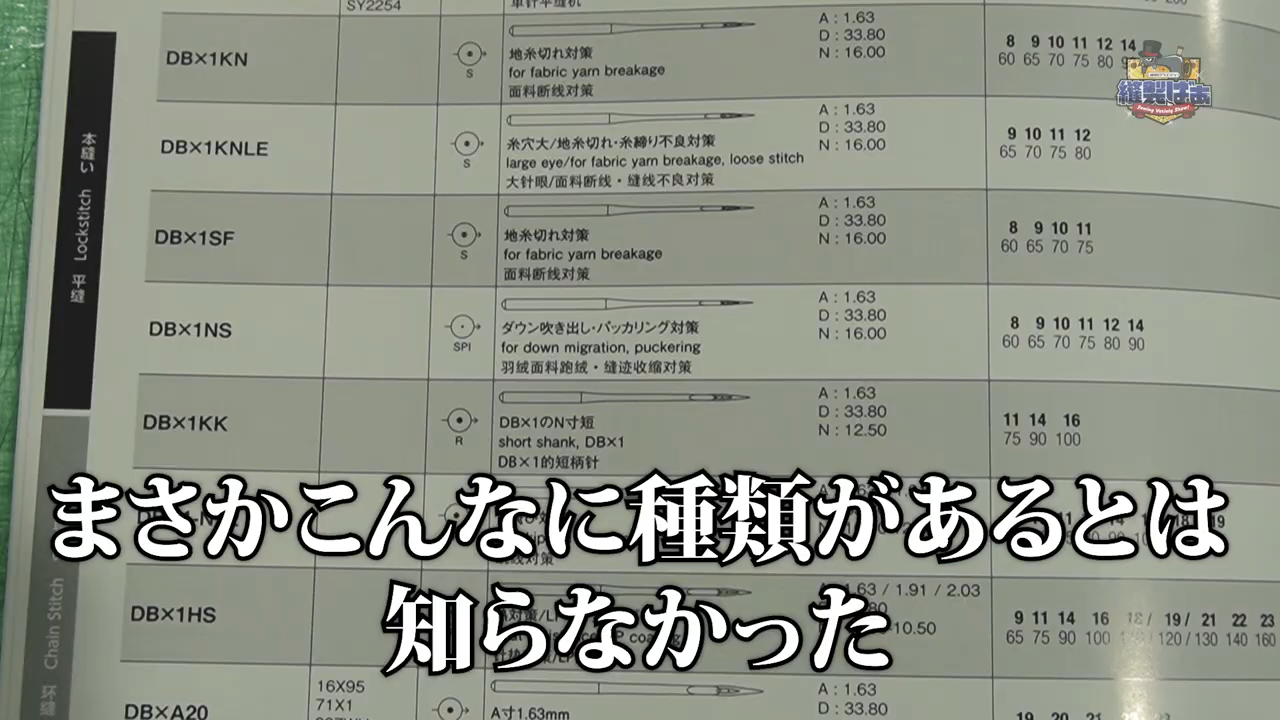 SY2254
単针平缝机
DB×1KN
S
地糸切れ対策
for fabric yarn breakage
面料断线对策
A : 1.63
D : 33.80
N : 16.00
8 9 10 11 12 14
60 65 70 75 80
縫製ばぁ
Sewing Variety Show!
DB×1KNLE
S
糸穴大/地糸切れ・糸締り不良対策
large eye/for fabric yarn breakage, loose stitch
大针眼/面料断线・缝线不良对策
A : 1.63
D : 33.80
N : 16.00
9 10 11 12
65 70 75 80
本縫い Lockstitch 平缝
DB×1SF
S
地糸切れ対策
for fabric yarn breakage
面料断线对策
A : 1.63
D : 33.80
N : 16.00
8 9 10 11
60 65 70 75
DB×1NS
SPI
ダウン吹き出し・パッカリング対策
for down migration, puckering
羽绒面料跑绒・缝迹收缩对策
A : 1.63
D : 33.80
N : 16.00
8 9 10 11 12 14
60 65 70 75 80 90
DB×1KK
R
DB×1のN寸短
short shank, DB×1
DB×1的短柄针
A : 1.63
D : 33.80
N : 12.50
11 14 16
75 90 100
まさかこんなに種類があるとは
知らなかった
Chain Stitch
DB×1HS
1.63 / 1.91 / 2.03
10.50
9 11 14 16 18/ 19/ 21 22 23
65 75 90 100 120/ 130 140 160
DB×A20
16X95
71X1
A寸1.63mm
A : 1.63
D : 33.80
19 20 21